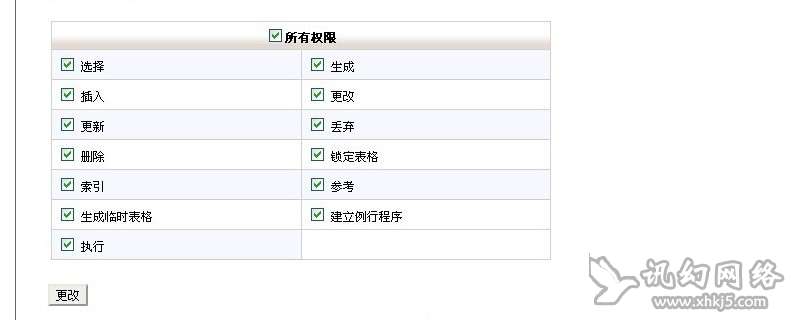 所有权限
选择 生成
插入 更改
更新 丢弃
删除 锁定表格
索引 参考
生成临时表格 建立例行程序
执行
更改
讯幻网络
www.xhkj5.com